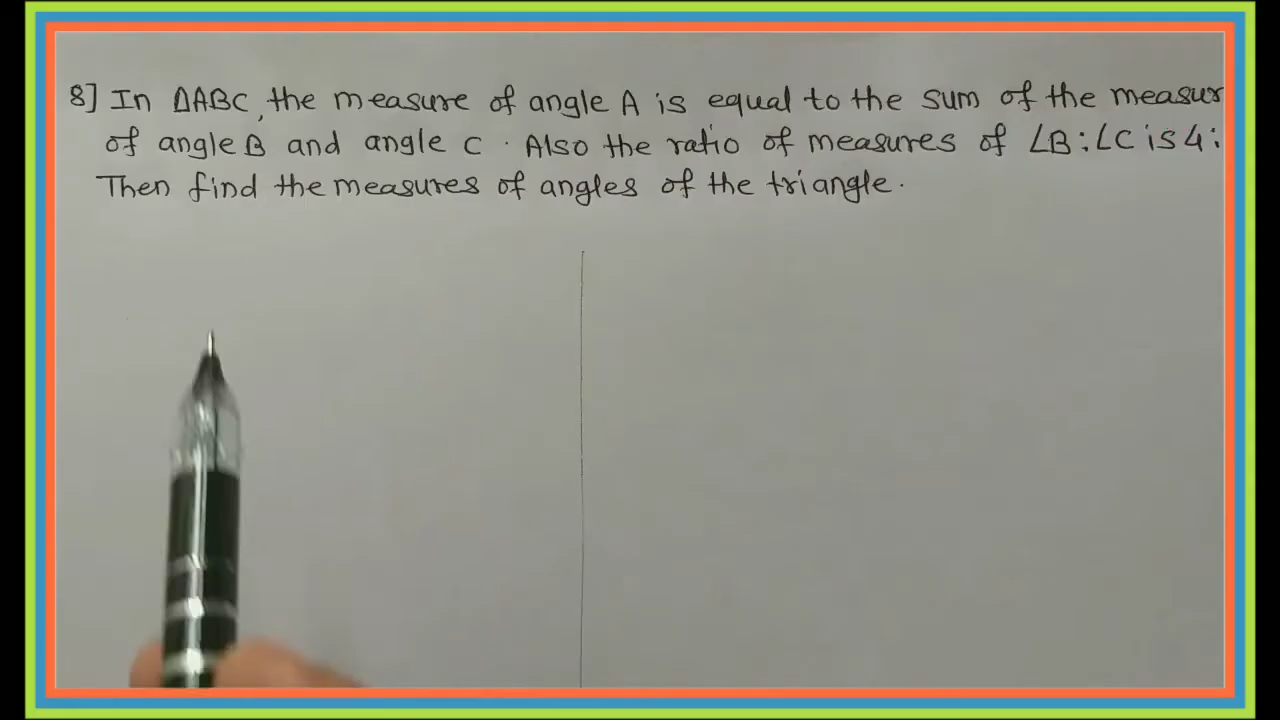 8] In ΔABC, the measure of angle A is equal to the sum of the measur
of angle B and angle C. Also the ratio of measures of ∠B:∠C is 4:
Then find the measures of angles of the triangle.